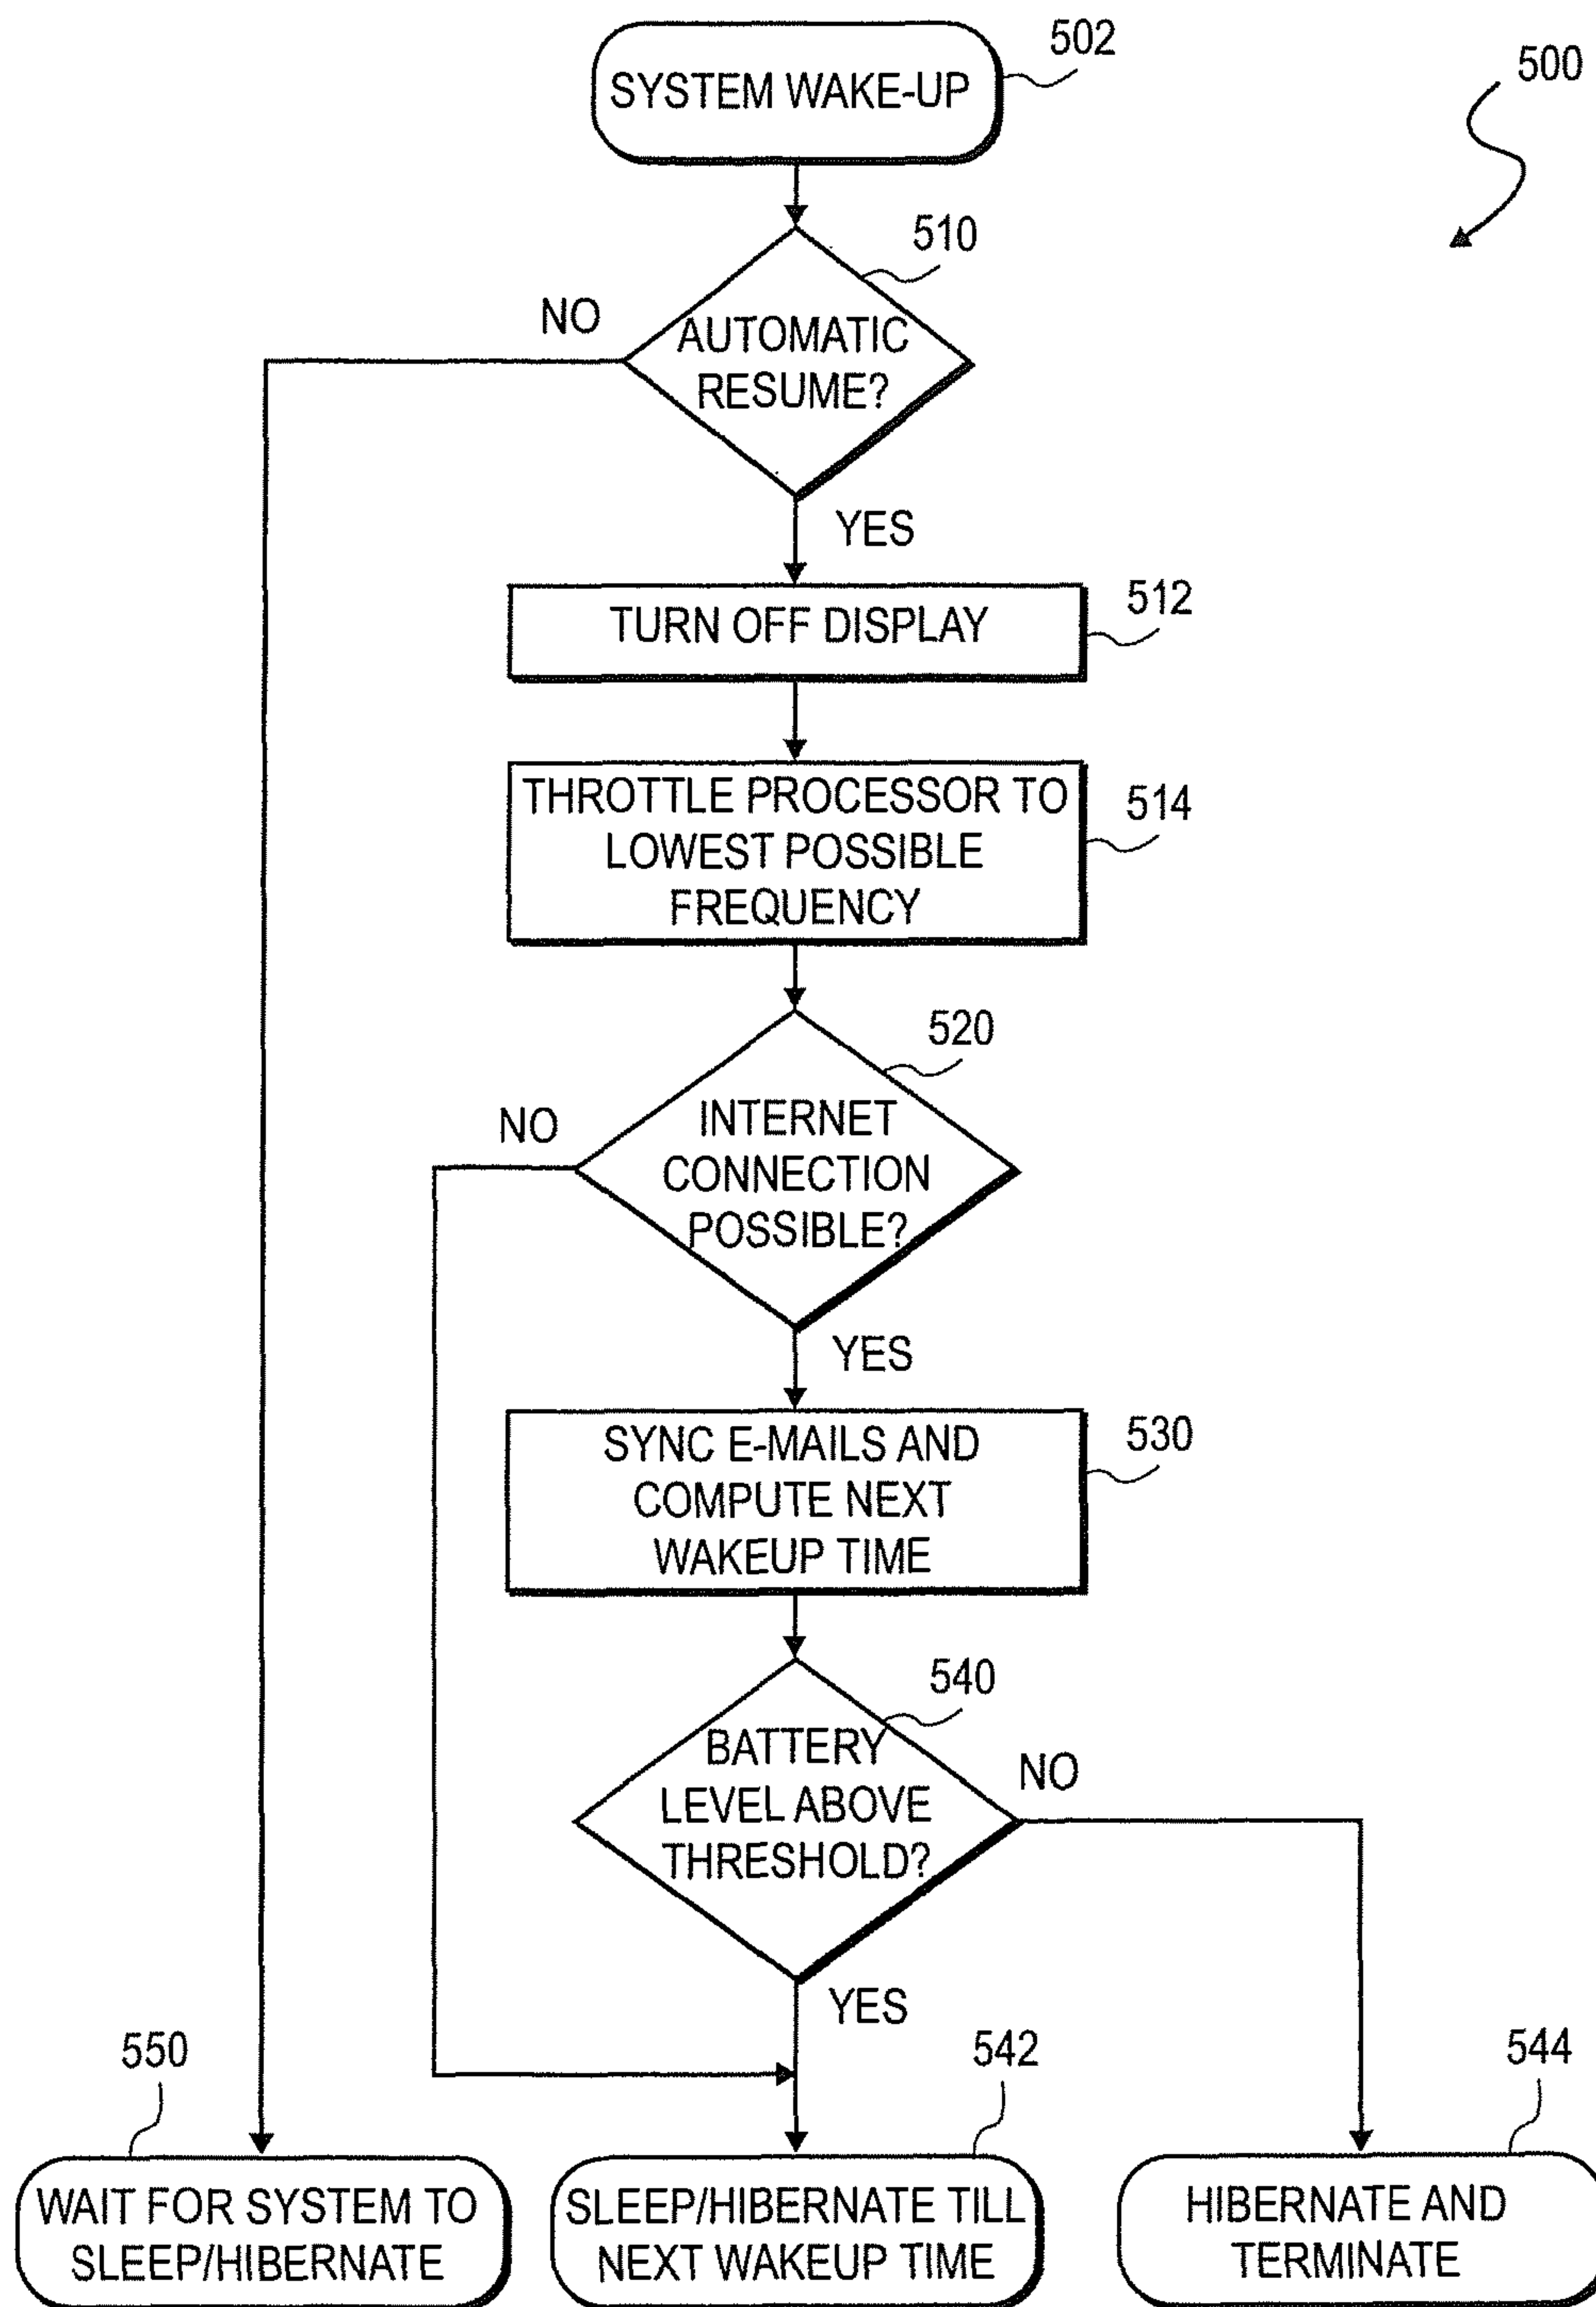 502
SYSTEM WAKE-UP
500
510
NO
AUTOMATIC
RESUME?
YES
512
TURN OFF DISPLAY
514
THROTTLE PROCESSOR TO
LOWEST POSSIBLE
FREQUENCY
520
NO
INTERNET
CONNECTION
POSSIBLE?
YES
530
SYNC E-MAILS AND
COMPUTE NEXT
WAKEUP TIME
540
BATTERY
LEVEL ABOVE
THRESHOLD?
NO
YES
550
WAIT FOR SYSTEM TO
SLEEP/HIBERNATE
542
SLEEP/HIBERNATE TILL
NEXT WAKEUP TIME
544
HIBERNATE AND
TERMINATE